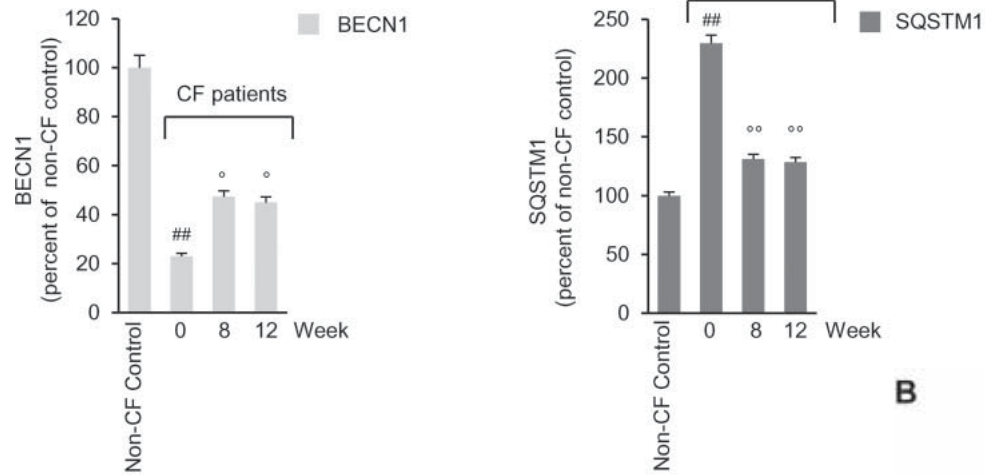 BECN1
BECN1
(percent of non-CF control)
120
100
80
60
40
20
0
CF patients
##
°
°
Non-CF Control
0 8 12 Week
SQSTM1
SQSTM1
(percent of non-CF control)
250
200
150
100
50
0
##
°°
°°
Non-CF Control
0 8 12 Week
B